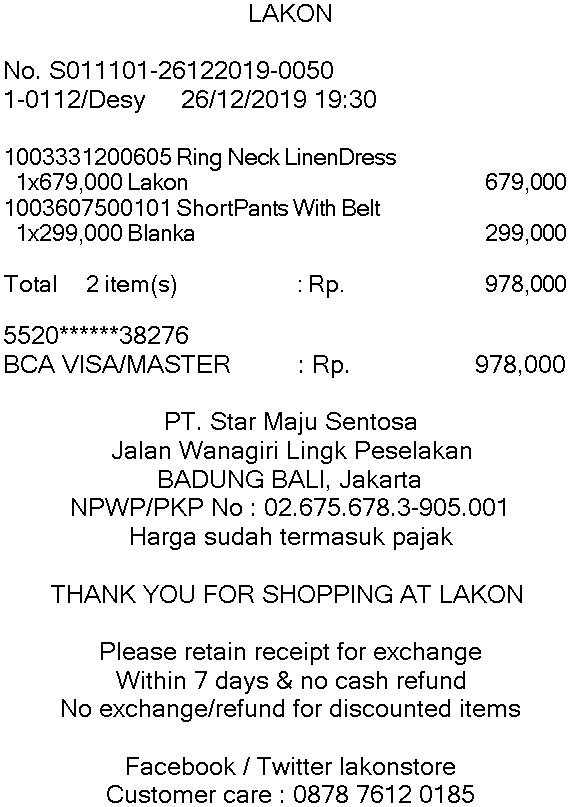 LAKON
No. S011101-26122019-0050
1-0112/Desy 26/12/2019 19:30
1003331200605 Ring Neck LinenDress
1x679,000 Lakon 679,000
1003607500101 ShortPants With Belt
1x299,000 Blanka 299,000
Total 2 item(s) : Rp. 978,000
5520******38276
BCA VISA/MASTER : Rp. 978,000
PT. Star Maju Sentosa
Jalan Wanagiri Lingk Peselakan
BADUNG BALI, Jakarta
NPWP/PKP No : 02.675.678.3-905.001
Harga sudah termasuk pajak
THANK YOU FOR SHOPPING AT LAKON
Please retain receipt for exchange
Within 7 days & no cash refund
No exchange/refund for discounted items
Facebook / Twitter lakonstore
Customer care : 0878 7612 0185